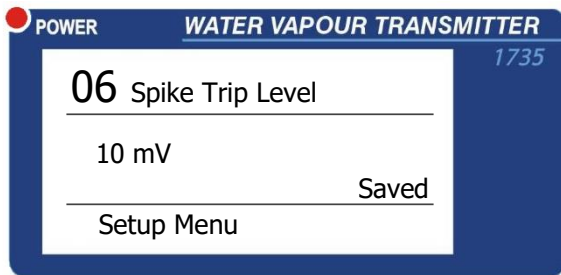 POWER WATER VAPOUR TRANSMITTER
1735
06 Spike Trip Level
10 mV
Saved
Setup Menu